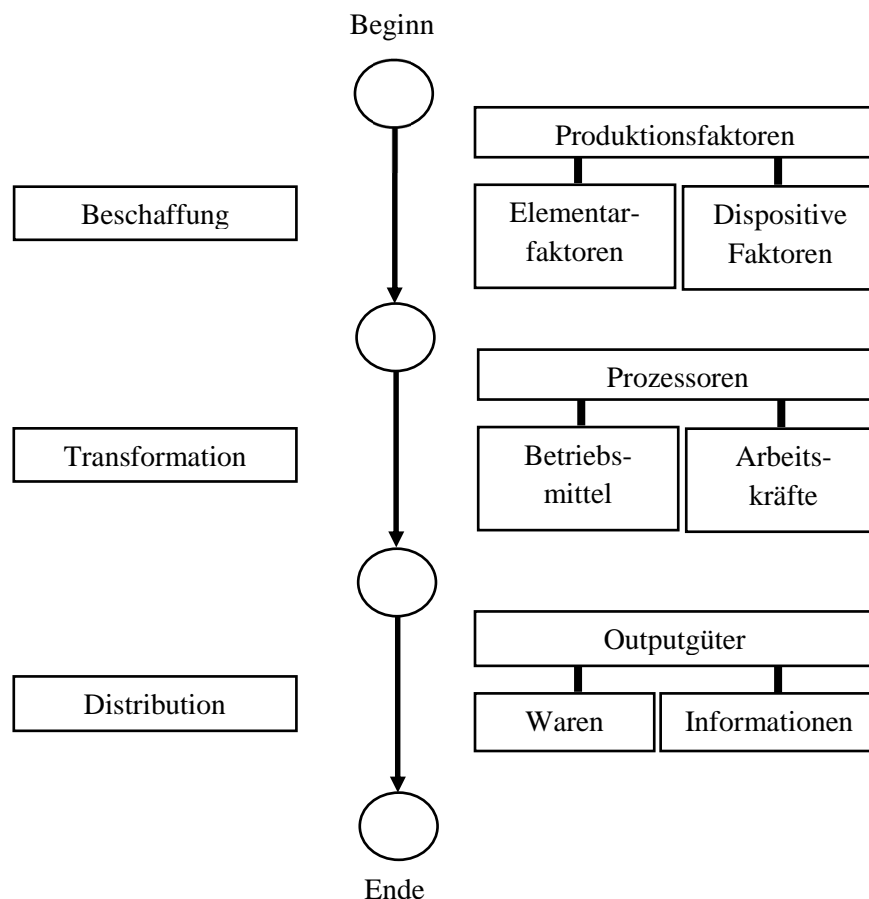 Beginn
Produktionsfaktoren
Beschaffung
Elementar-
faktoren
Dispositive
Faktoren
Prozessoren
Transformation
Betriebs-
mittel
Arbeits-
kräfte
Outputgüter
Distribution
Waren
Informationen
Ende